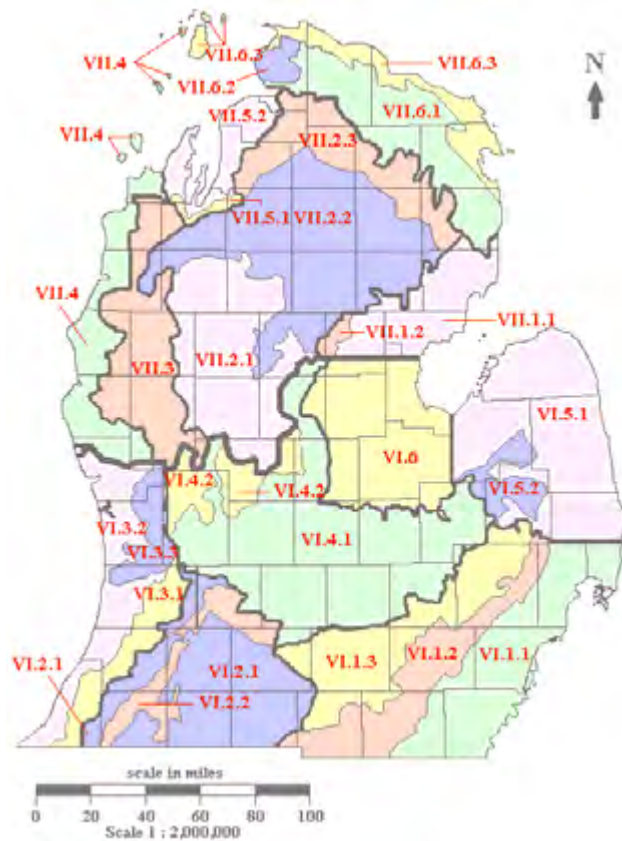 VII.6.3
VII.4
VII.6.3
VII.6.2
N
VII.5.2
VII.6.1
VII.4
VII.2.3
VII.5.1
VII.2.2
VII.4
VII.1.1
VII.1.2
VII.3
VII.2.1
VI.5.1
VI.6
VI.4.2
VI.4.2
VI.5.2
VI.3.2
VI.4.1
VI.3.3
VI.3.1
VI.2.1
VI.2.1
VI.1.3
VI.1.2
VI.1.1
VI.2.2
scale in miles
0 20 40 60 80 100
Scale 1 : 2,000,000